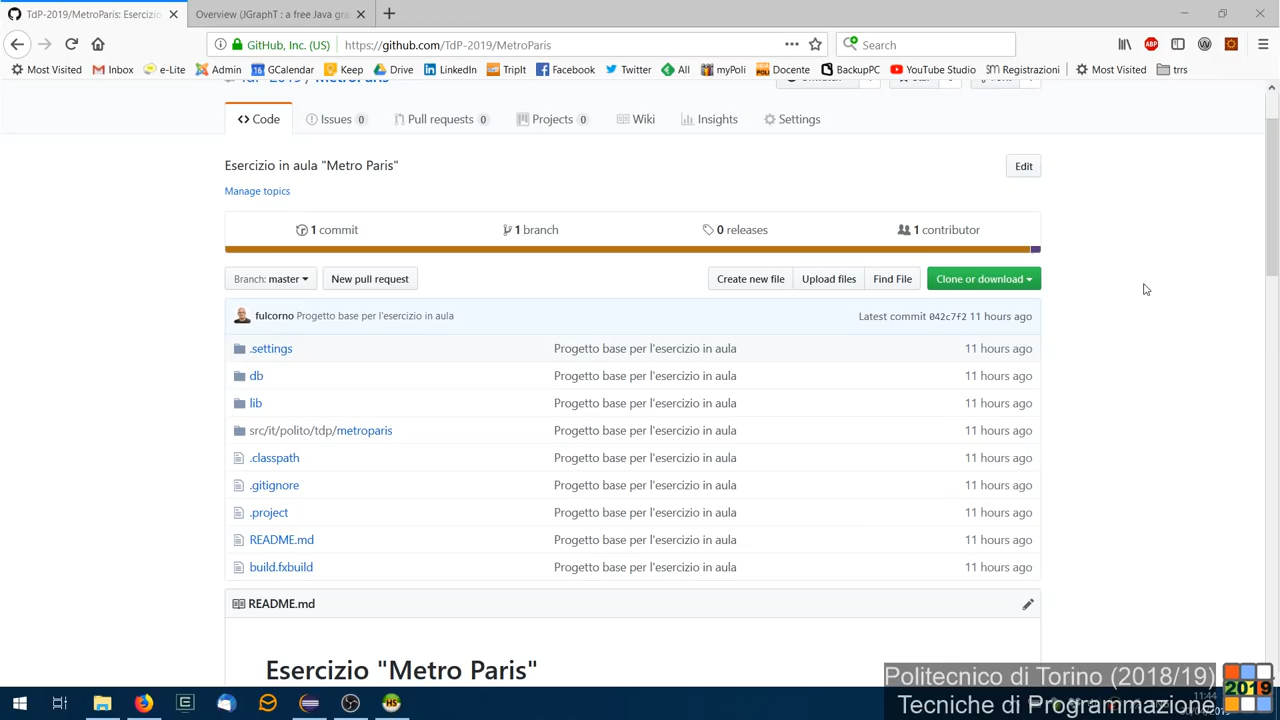 TdP-2019/MetroParis: Esercizio
Overview (JGraphT : a free Java gra
GitHub, Inc. (US)
https://github.com/TdP-2019/MetroParis
Search
Most Visited
Inbox
e-Lite
Admin
GCalendar
Keep
Drive
LinkedIn
TripIt
Facebook
Twitter
All
myPoli
Docente
BackupPC
YouTube Studio
Registrazioni
Most Visited
trrs
Code
Issues 0
Pull requests 0
Projects 0
Wiki
Insights
Settings
Esercizio in aula "Metro Paris"
Edit
Manage topics
1 commit
1 branch
0 releases
1 contributor
Branch: master
New pull request
Create new file
Upload files
Find File
Clone or download
fulcorno Progetto base per l'esercizio in aula
Latest commit 042c7f2 11 hours ago
.settings Progetto base per l'esercizio in aula 11 hours ago
db Progetto base per l'esercizio in aula 11 hours ago
lib Progetto base per l'esercizio in aula 11 hours ago
src/it/polito/tdp/metroparis Progetto base per l'esercizio in aula 11 hours ago
.classpath Progetto base per l'esercizio in aula 11 hours ago
.gitignore Progetto base per l'esercizio in aula 11 hours ago
.project Progetto base per l'esercizio in aula 11 hours ago
README.md Progetto base per l'esercizio in aula 11 hours ago
build.fxbuild Progetto base per l'esercizio in aula 11 hours ago
README.md
Esercizio "Metro Paris"
Politecnico di Torino (2018/19)
Tecniche di Programmazione
2019
11:44